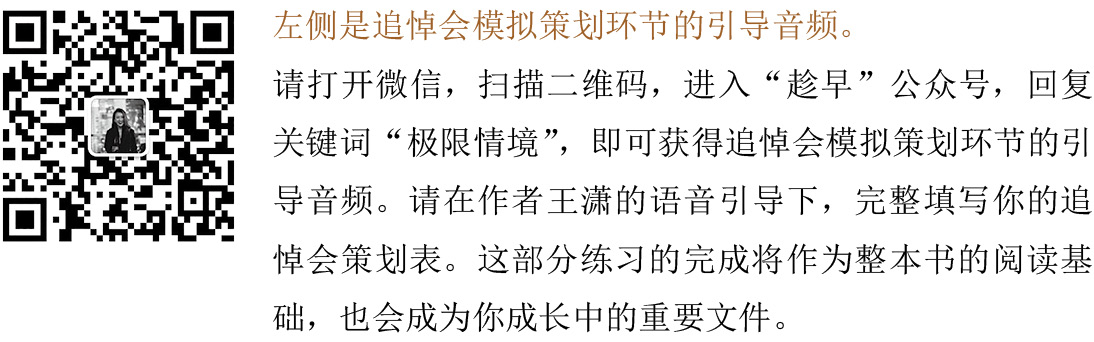 左侧是追悼会模拟策划环节的引导音频。
请打开微信，扫描二维码，进入“趁早”公众号，回复
关键词“极限情境”，即可获得追悼会模拟策划环节的引
导音频。请在作者王潇的语音引导下，完整填写你的追
悼会策划表。这部分练习的完成将作为整本书的阅读基
础，也会成为你成长中的重要文件。